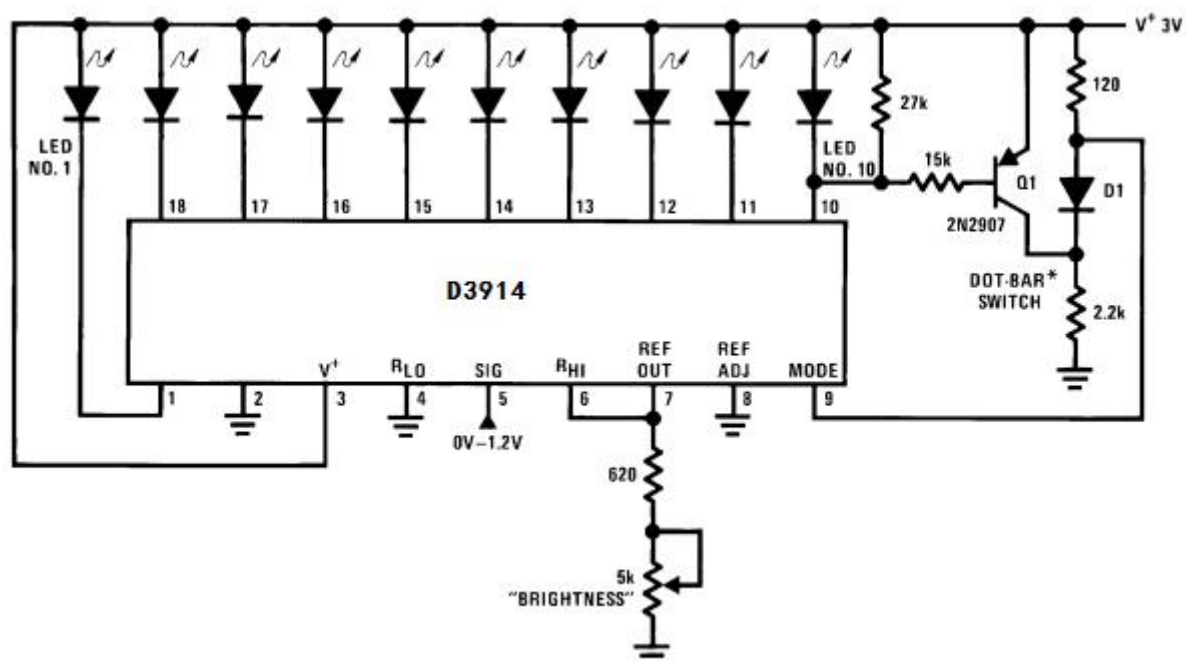 V+ 3V
LED
NO. 1
LED
NO. 10
27k
15k
Q1
2N2907
120
D1
DOT-BAR*
SWITCH
2.2k
18 17 16 15 14 13 12 11 10
D3914
V+ RLO SIG RHI REF OUT REF ADJ MODE
1 2 3 4 5 6 7 8 9
0V–1.2V
620
5k
"BRIGHTNESS"